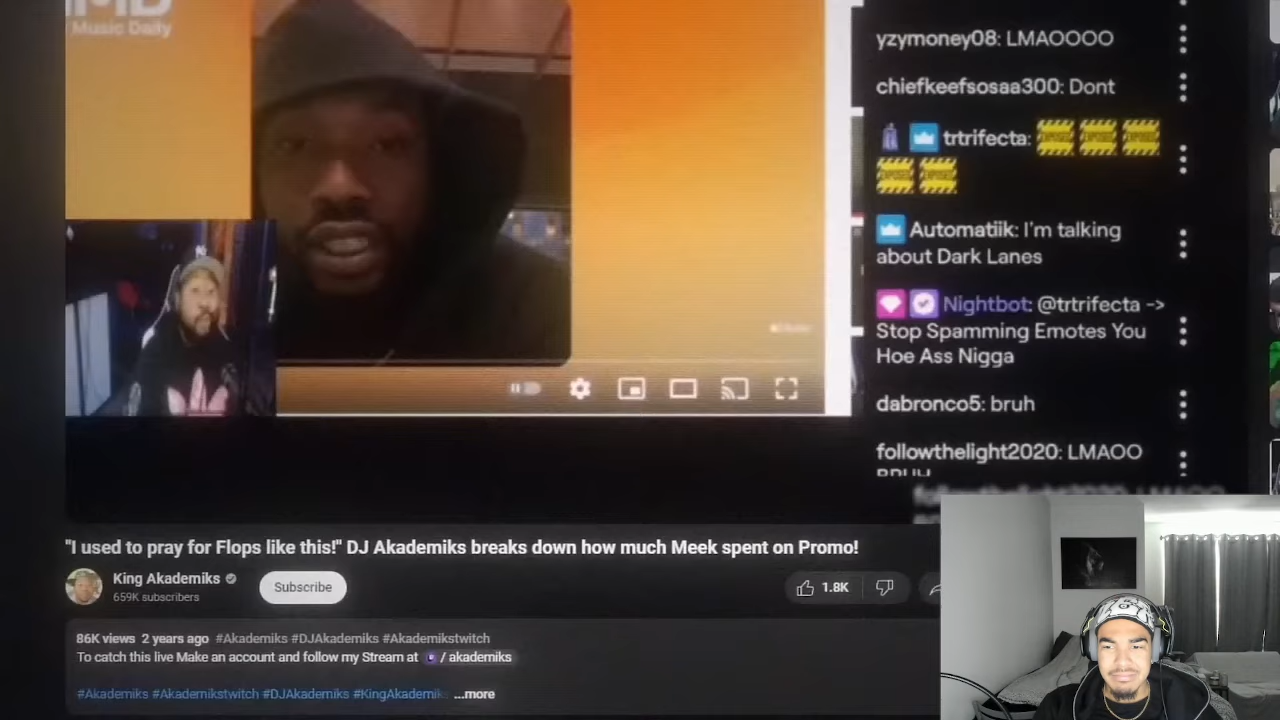 Music Daily
yzymoney08: LMAOOOO
chiefkeefsosaa300: Dont
trtrifecta:
Automatiik: I'm talking
about Dark Lanes
Nightbot: @trtrifecta ->
Stop Spamming Emotes You
Hoe Ass Nigga
dabronco5: bruh
followthelight2020: LMAOO
BRUH
"I used to pray for Flops like this!" DJ Akademiks breaks down how much Meek spent on Promo!
King Akademiks
659K subscribers
Subscribe
1.8K
86K views 2 years ago #Akademiks #DJAkademiks #Akademikstwitch
To catch this live Make an account and follow my Stream at / akademiks
#Akademiks #Akademikstwitch #DJAkademiks #KingAkademik
...more